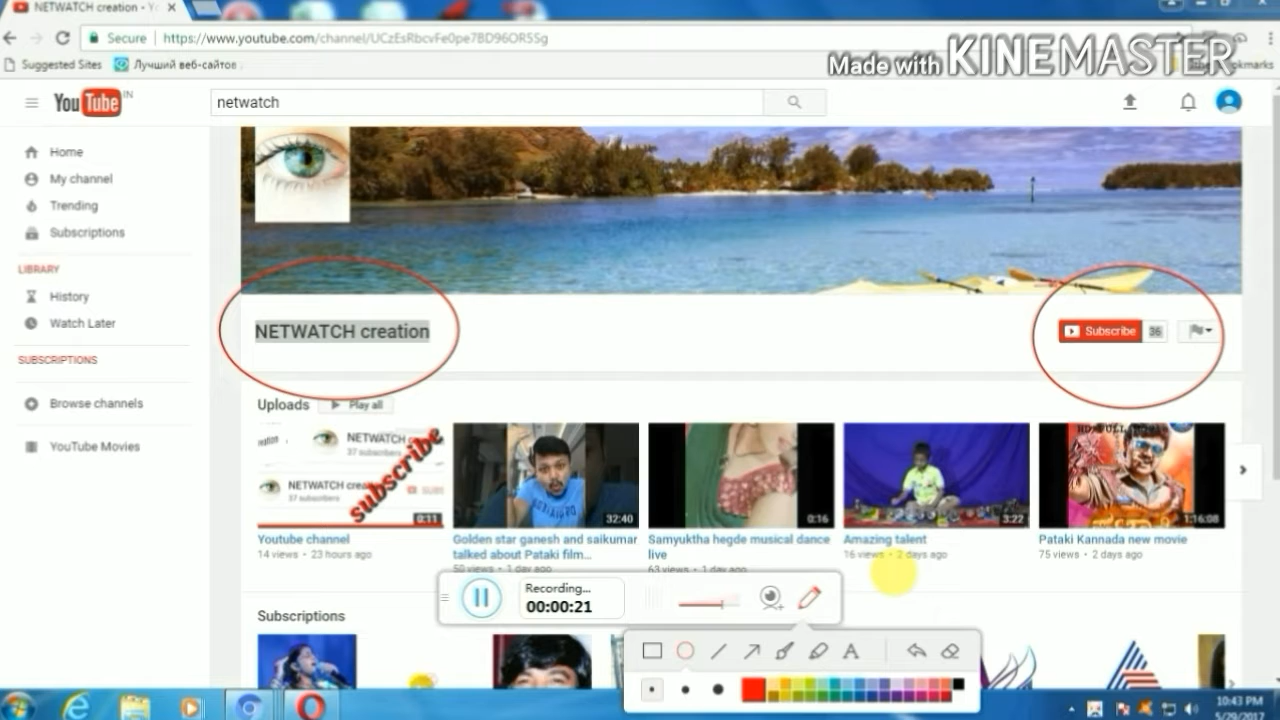 NETWATCH creation - Yo
Secure
https://www.youtube.com/channel/UCzEsRbcvFe0pe7BD96OR5Sg
Suggested Sites
Лучший веб-сайтов
Made with KINEMASTER
YouTube IN
netwatch
Home
My channel
Trending
Subscriptions
LIBRARY
History
Watch Later
SUBSCRIPTIONS
Browse channels
YouTube Movies
NETWATCH creation
Subscribe 36
Uploads
Play all
NETWATCH
37 subscribers
NETWATCH
37 subscribers
subscribe
0:11
32:40
0:16
3:22
1:16:08
Youtube channel
14 views • 23 hours ago
Golden star ganesh and saikumar talked about Pataki film...
50 views • 1 day ago
Samyuktha hegde musical dance live
63 views • 1 day ago
Amazing talent
16 views • 2 days ago
Pataki Kannada new movie
75 views • 2 days ago
Recording...
00:00:21
Subscriptions
A
10:43 PM
5/29/2017